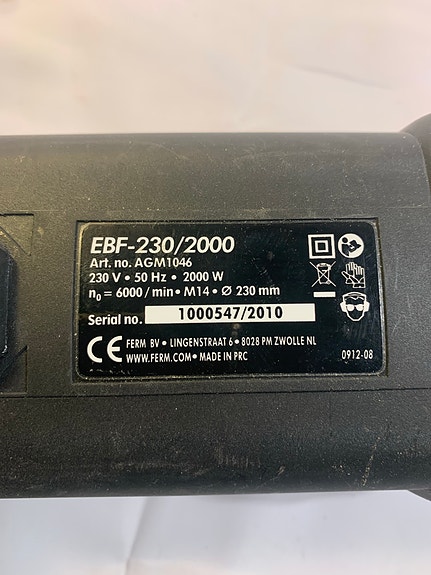 EBF-230/2000
Art. no. AGM1046
230 V • 50 Hz • 2000 W
n₀ = 6000 / min • M14 • Ø 230 mm
Serial no. 1000547/2010
CE FERM BV • LINGENSTRAAT 6 • 8028 PM ZWOLLE NL
WWW.FERM.COM • MADE IN PRC
0912-08